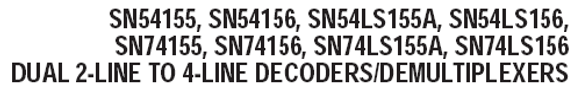 SN54155, SN54156, SN54LS155A, SN54LS156,
SN74155, SN74156, SN74LS155A, SN74LS156
DUAL 2-LINE TO 4-LINE DECODERS/DEMULTIPLEXERS